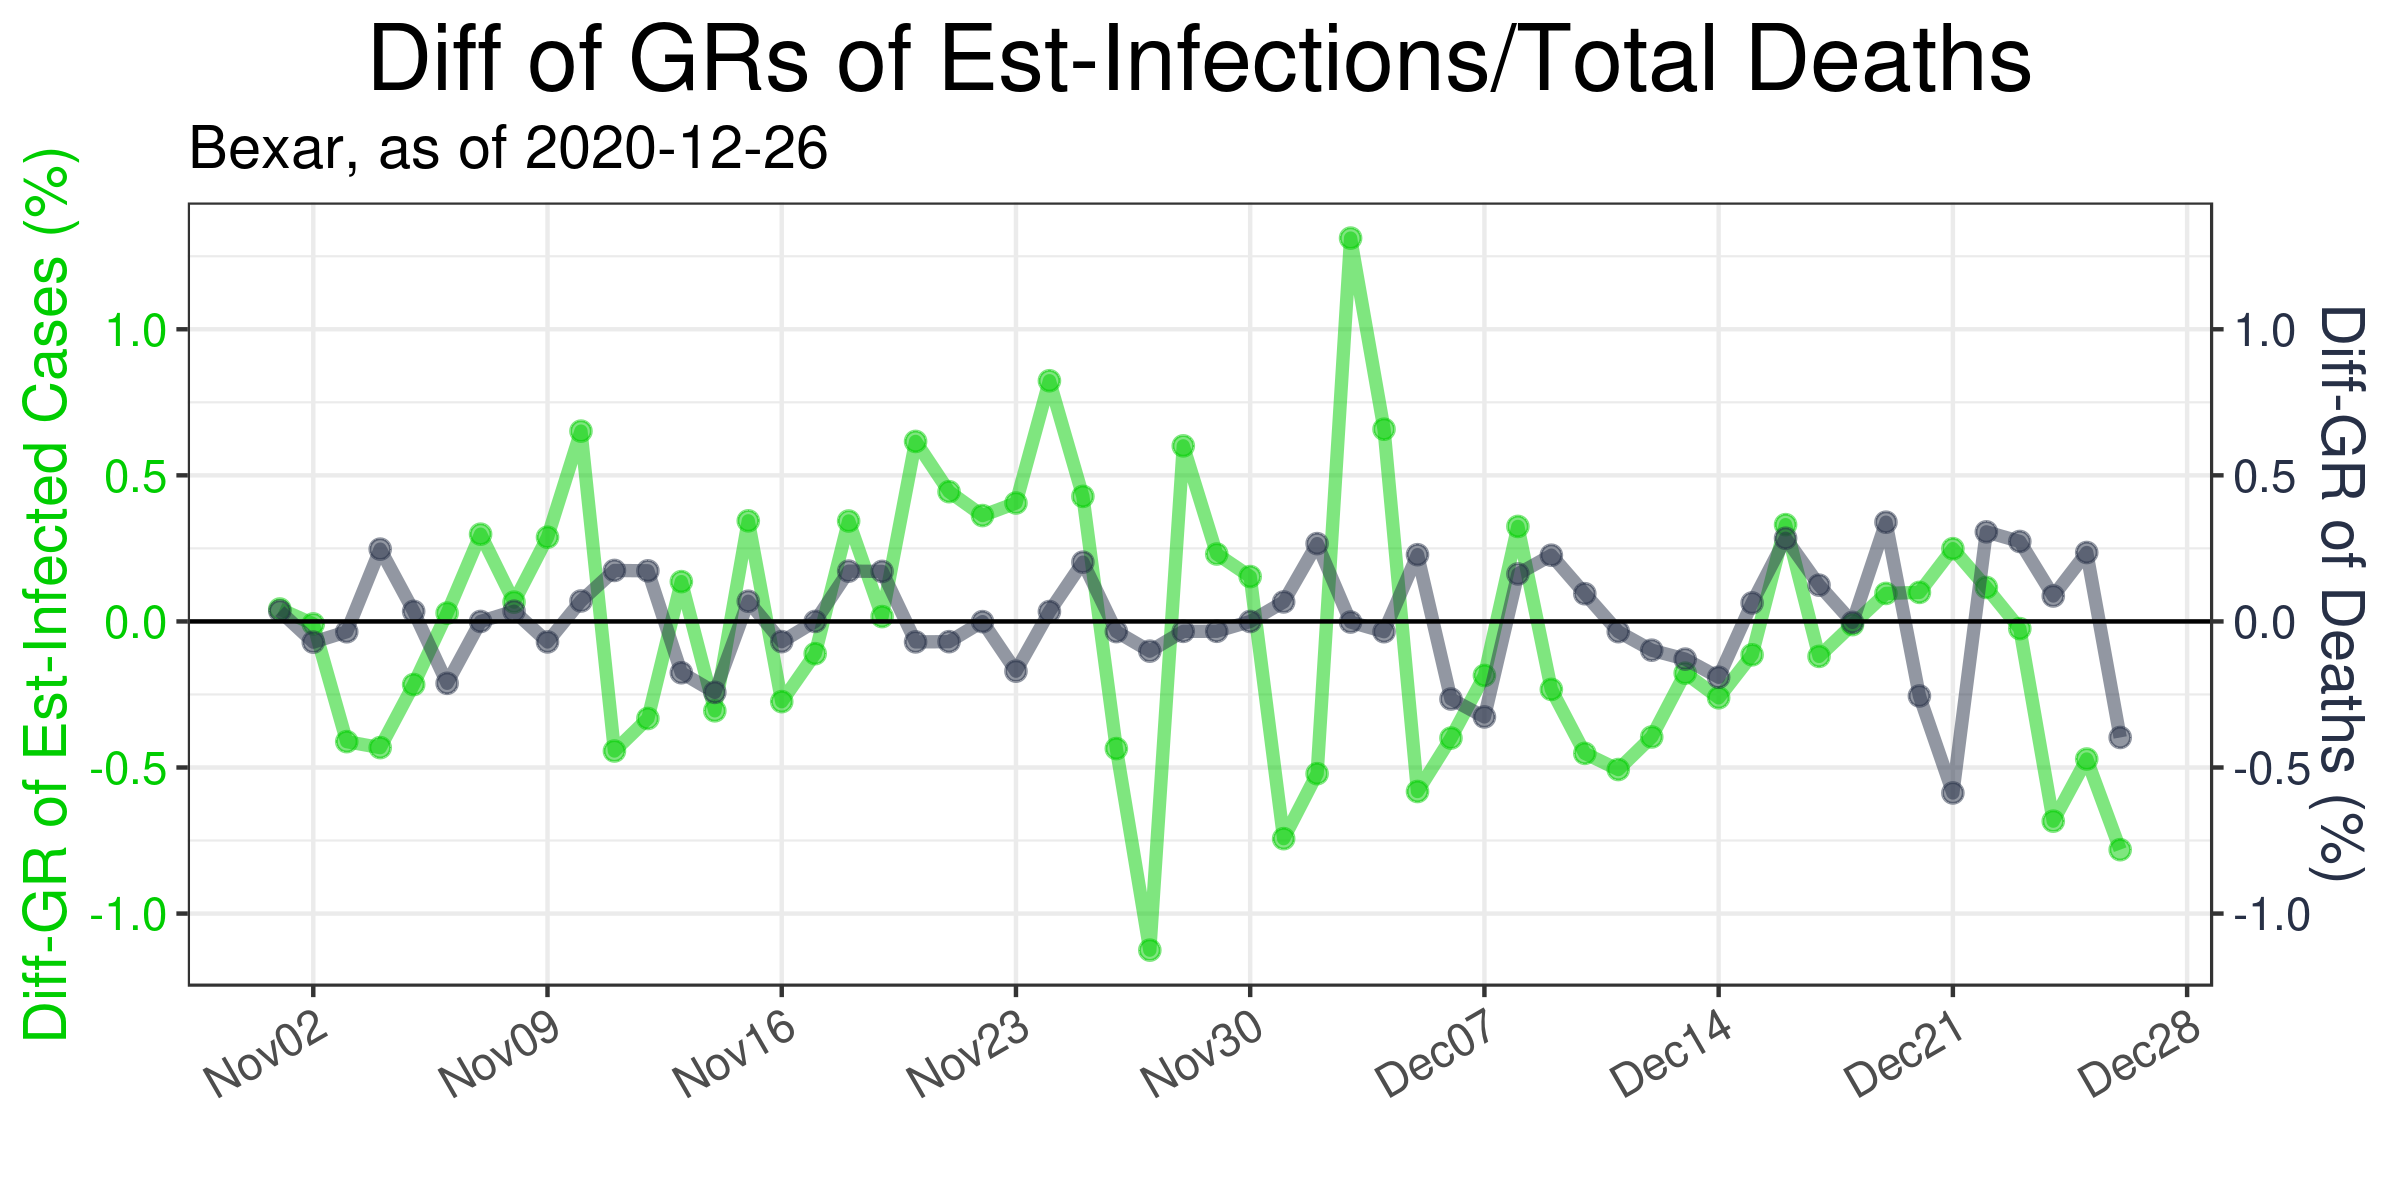 Diff of GRs of Est-Infections/Total Deaths
Bexar, as of 2020-12-26
Diff-GR of Est-Infected Cases (%)
1.0
0.5
0.0
-0.5
-1.0
1.0
0.5
0.0
-0.5
-1.0
Diff-GR of Deaths (%)
Nov02
Nov09
Nov16
Nov23
Nov30
Dec07
Dec14
Dec21
Dec28